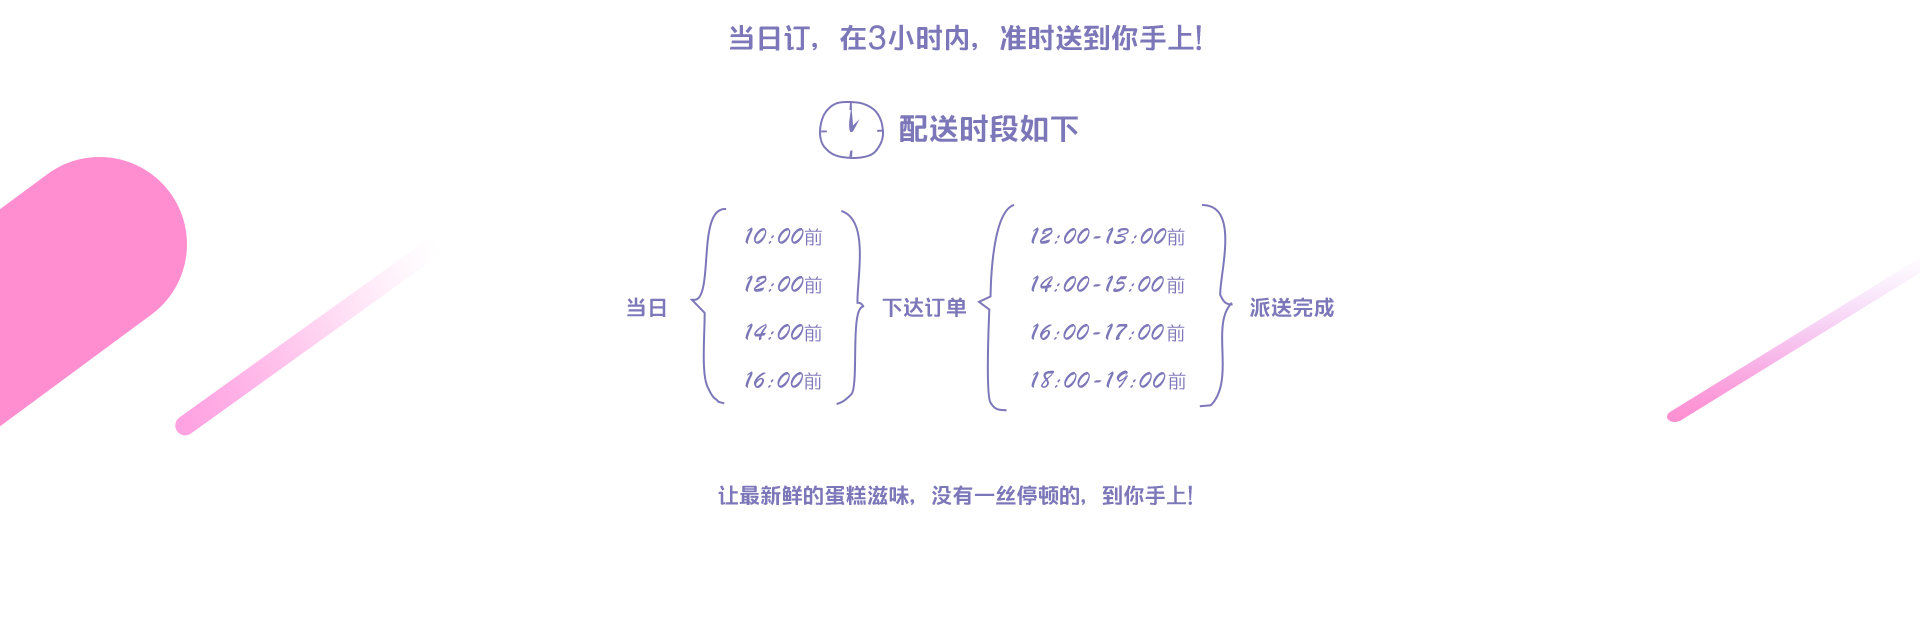 当日订，在3小时内，准时送到你手上！
配送时段如下
10:00前 12:00-13:00前
12:00前 14:00-15:00前
当日 下达订单 派送完成
14:00前 16:00-17:00前
16:00前 18:00-19:00前
让最新鲜的蛋糕滋味，没有一丝停顿的，到你手上！